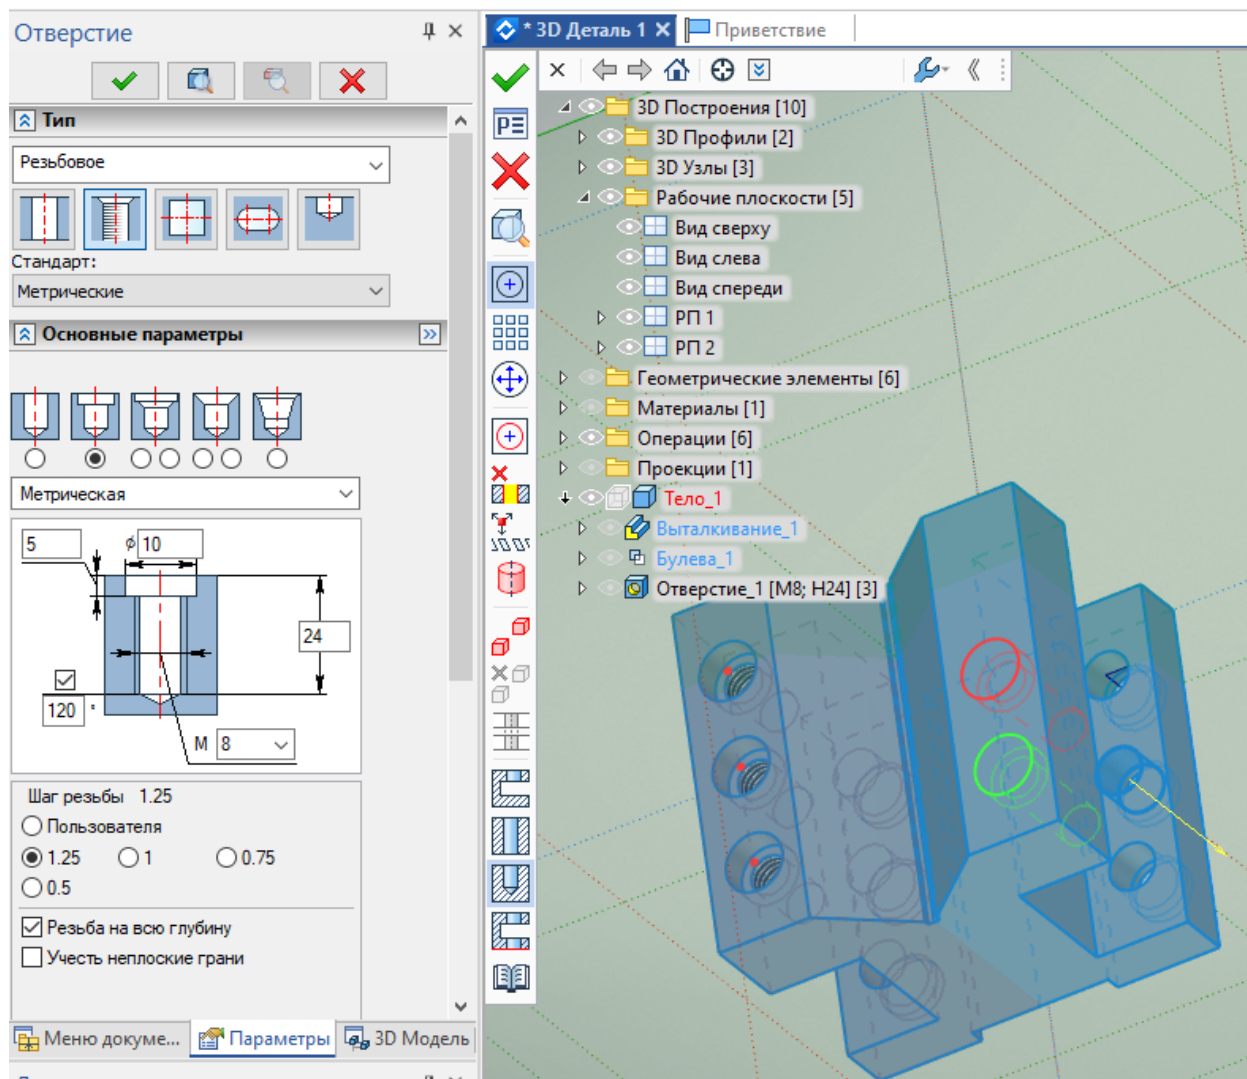 Отверстие
Тип
Резьбовое
Стандарт:
Метрические
Основные параметры
Метрическая
5
ϕ 10
24
120 °
M 8
Шаг резьбы 1.25
Пользователя
1.25 1 0.75
0.5
Резьба на всю глубину
Учесть неплоские грани
Меню докуме... Параметры 3D Модель
* 3D Деталь 1 Приветствие
3D Построения [10]
3D Профили [2]
3D Узлы [3]
Рабочие плоскости [5]
Вид сверху
Вид слева
Вид спереди
РП 1
РП 2
Геометрические элементы [6]
Материалы [1]
Операции [6]
Проекции [1]
Тело_1
Выталкивание_1
Булева_1
Отверстие_1 [M8; H24] [3]